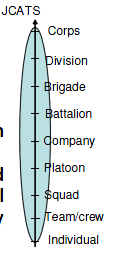 JCATS
Corps
Division
Brigade
Battalion
Company
Platoon
Squad
Team/crew
Individual